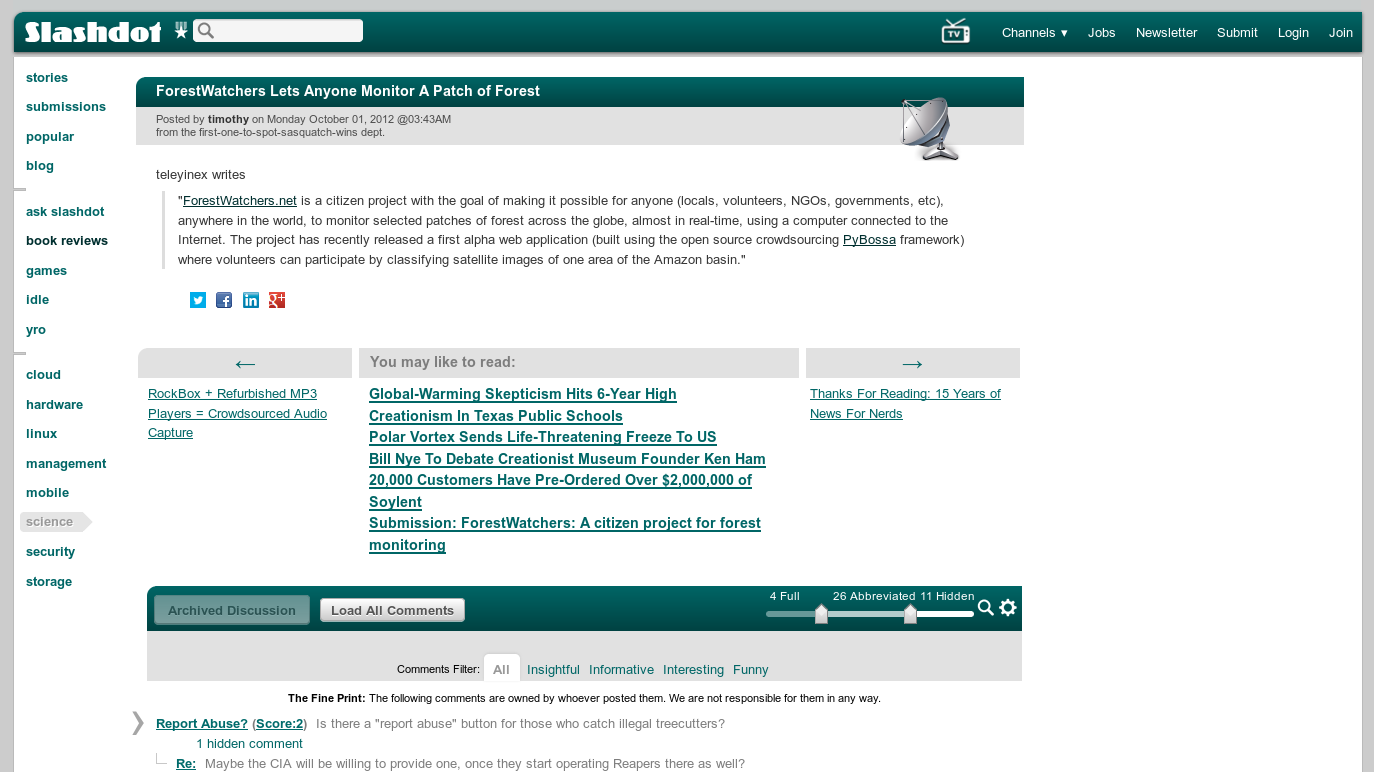 Slashdot
TV
Channels ▾
Jobs
Newsletter
Submit
Login
Join
stories
submissions
popular
blog
ask slashdot
book reviews
games
idle
yro
cloud
hardware
linux
management
mobile
science
security
storage
ForestWatchers Lets Anyone Monitor A Patch of Forest
Posted by timothy on Monday October 01, 2012 @03:43AM
from the first-one-to-spot-sasquatch-wins dept.
teleyinex writes
"ForestWatchers.net is a citizen project with the goal of making it possible for anyone (locals, volunteers, NGOs, governments, etc),
anywhere in the world, to monitor selected patches of forest across the globe, almost in real-time, using a computer connected to the
Internet. The project has recently released a first alpha web application (built using the open source crowdsourcing PyBossa framework)
where volunteers can participate by classifying satellite images of one area of the Amazon basin."
←
RockBox + Refurbished MP3
Players = Crowdsourced Audio
Capture
You may like to read:
Global-Warming Skepticism Hits 6-Year High
Creationism In Texas Public Schools
Polar Vortex Sends Life-Threatening Freeze To US
Bill Nye To Debate Creationist Museum Founder Ken Ham
20,000 Customers Have Pre-Ordered Over $2,000,000 of
Soylent
Submission: ForestWatchers: A citizen project for forest
monitoring
→
Thanks For Reading: 15 Years of
News For Nerds
Archived Discussion
Load All Comments
4 Full
26 Abbreviated
11 Hidden
Comments Filter:
All
Insightful
Informative
Interesting
Funny
The Fine Print: The following comments are owned by whoever posted them. We are not responsible for them in any way.
Report Abuse? (Score:2) Is there a "report abuse" button for those who catch illegal treecutters?
1 hidden comment
Re: Maybe the CIA will be willing to provide one, once they start operating Reapers there as well?